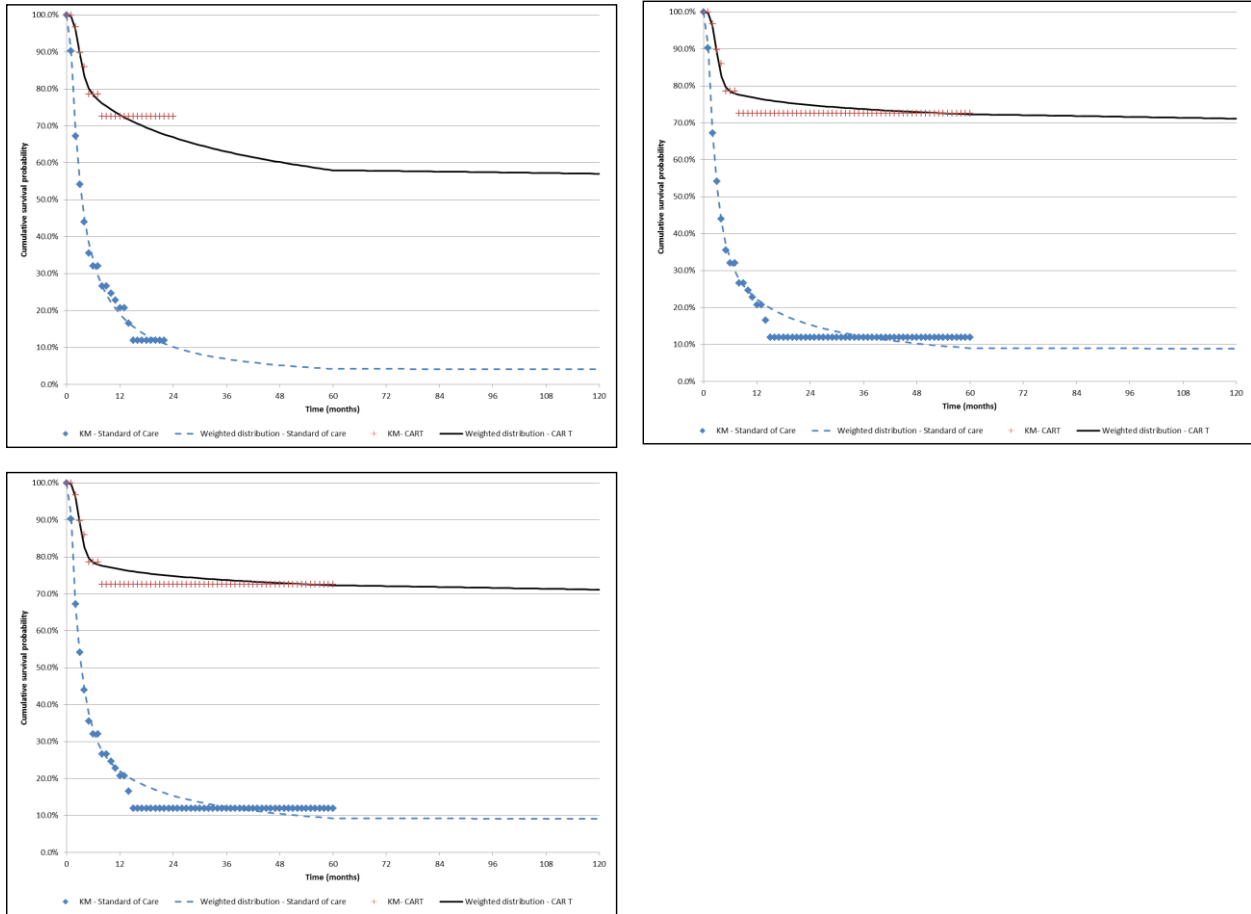 100.0%
90.0%
80.0%
70.0%
60.0%
50.0%
40.0%
30.0%
20.0%
10.0%
0.0%
Cumulative survival probability
0 12 24 36 48 60 72 84 96 108 120
Time (months)
KM - Standard of Care Weighted distribution - Standard of care KM- CART Weighted distribution - CAR T
100.0%
90.0%
80.0%
70.0%
60.0%
50.0%
40.0%
30.0%
20.0%
10.0%
0.0%
Cumulative survival probability
0 12 24 36 48 60 72 84 96 108 120
Time (months)
KM - Standard of Care Weighted distribution - Standard of care KM- CART Weighted distribution - CAR T
100.0%
90.0%
80.0%
70.0%
60.0%
50.0%
40.0%
30.0%
20.0%
10.0%
0.0%
Cumulative survival probability
0 12 24 36 48 60 72 84 96 108 120
Time (months)
KM - Standard of Care Weighted distribution - Standard of care KM- CART Weighted distribution - CAR T